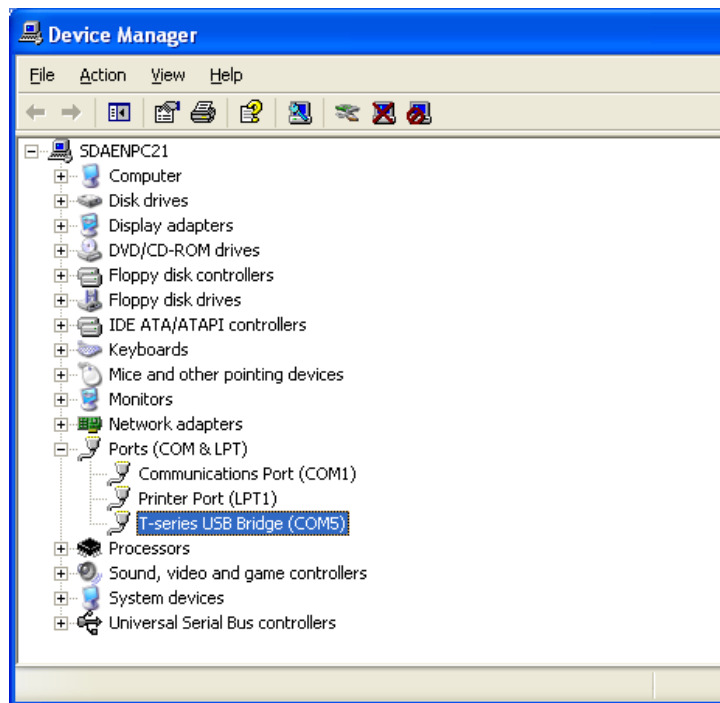 Device Manager
File Action View Help
SDAENPC21
Computer
Disk drives
Display adapters
DVD/CD-ROM drives
Floppy disk controllers
Floppy disk drives
IDE ATA/ATAPI controllers
Keyboards
Mice and other pointing devices
Monitors
Network adapters
Ports (COM & LPT)
Communications Port (COM1)
Printer Port (LPT1)
T-series USB Bridge (COM5)
Processors
Sound, video and game controllers
System devices
Universal Serial Bus controllers